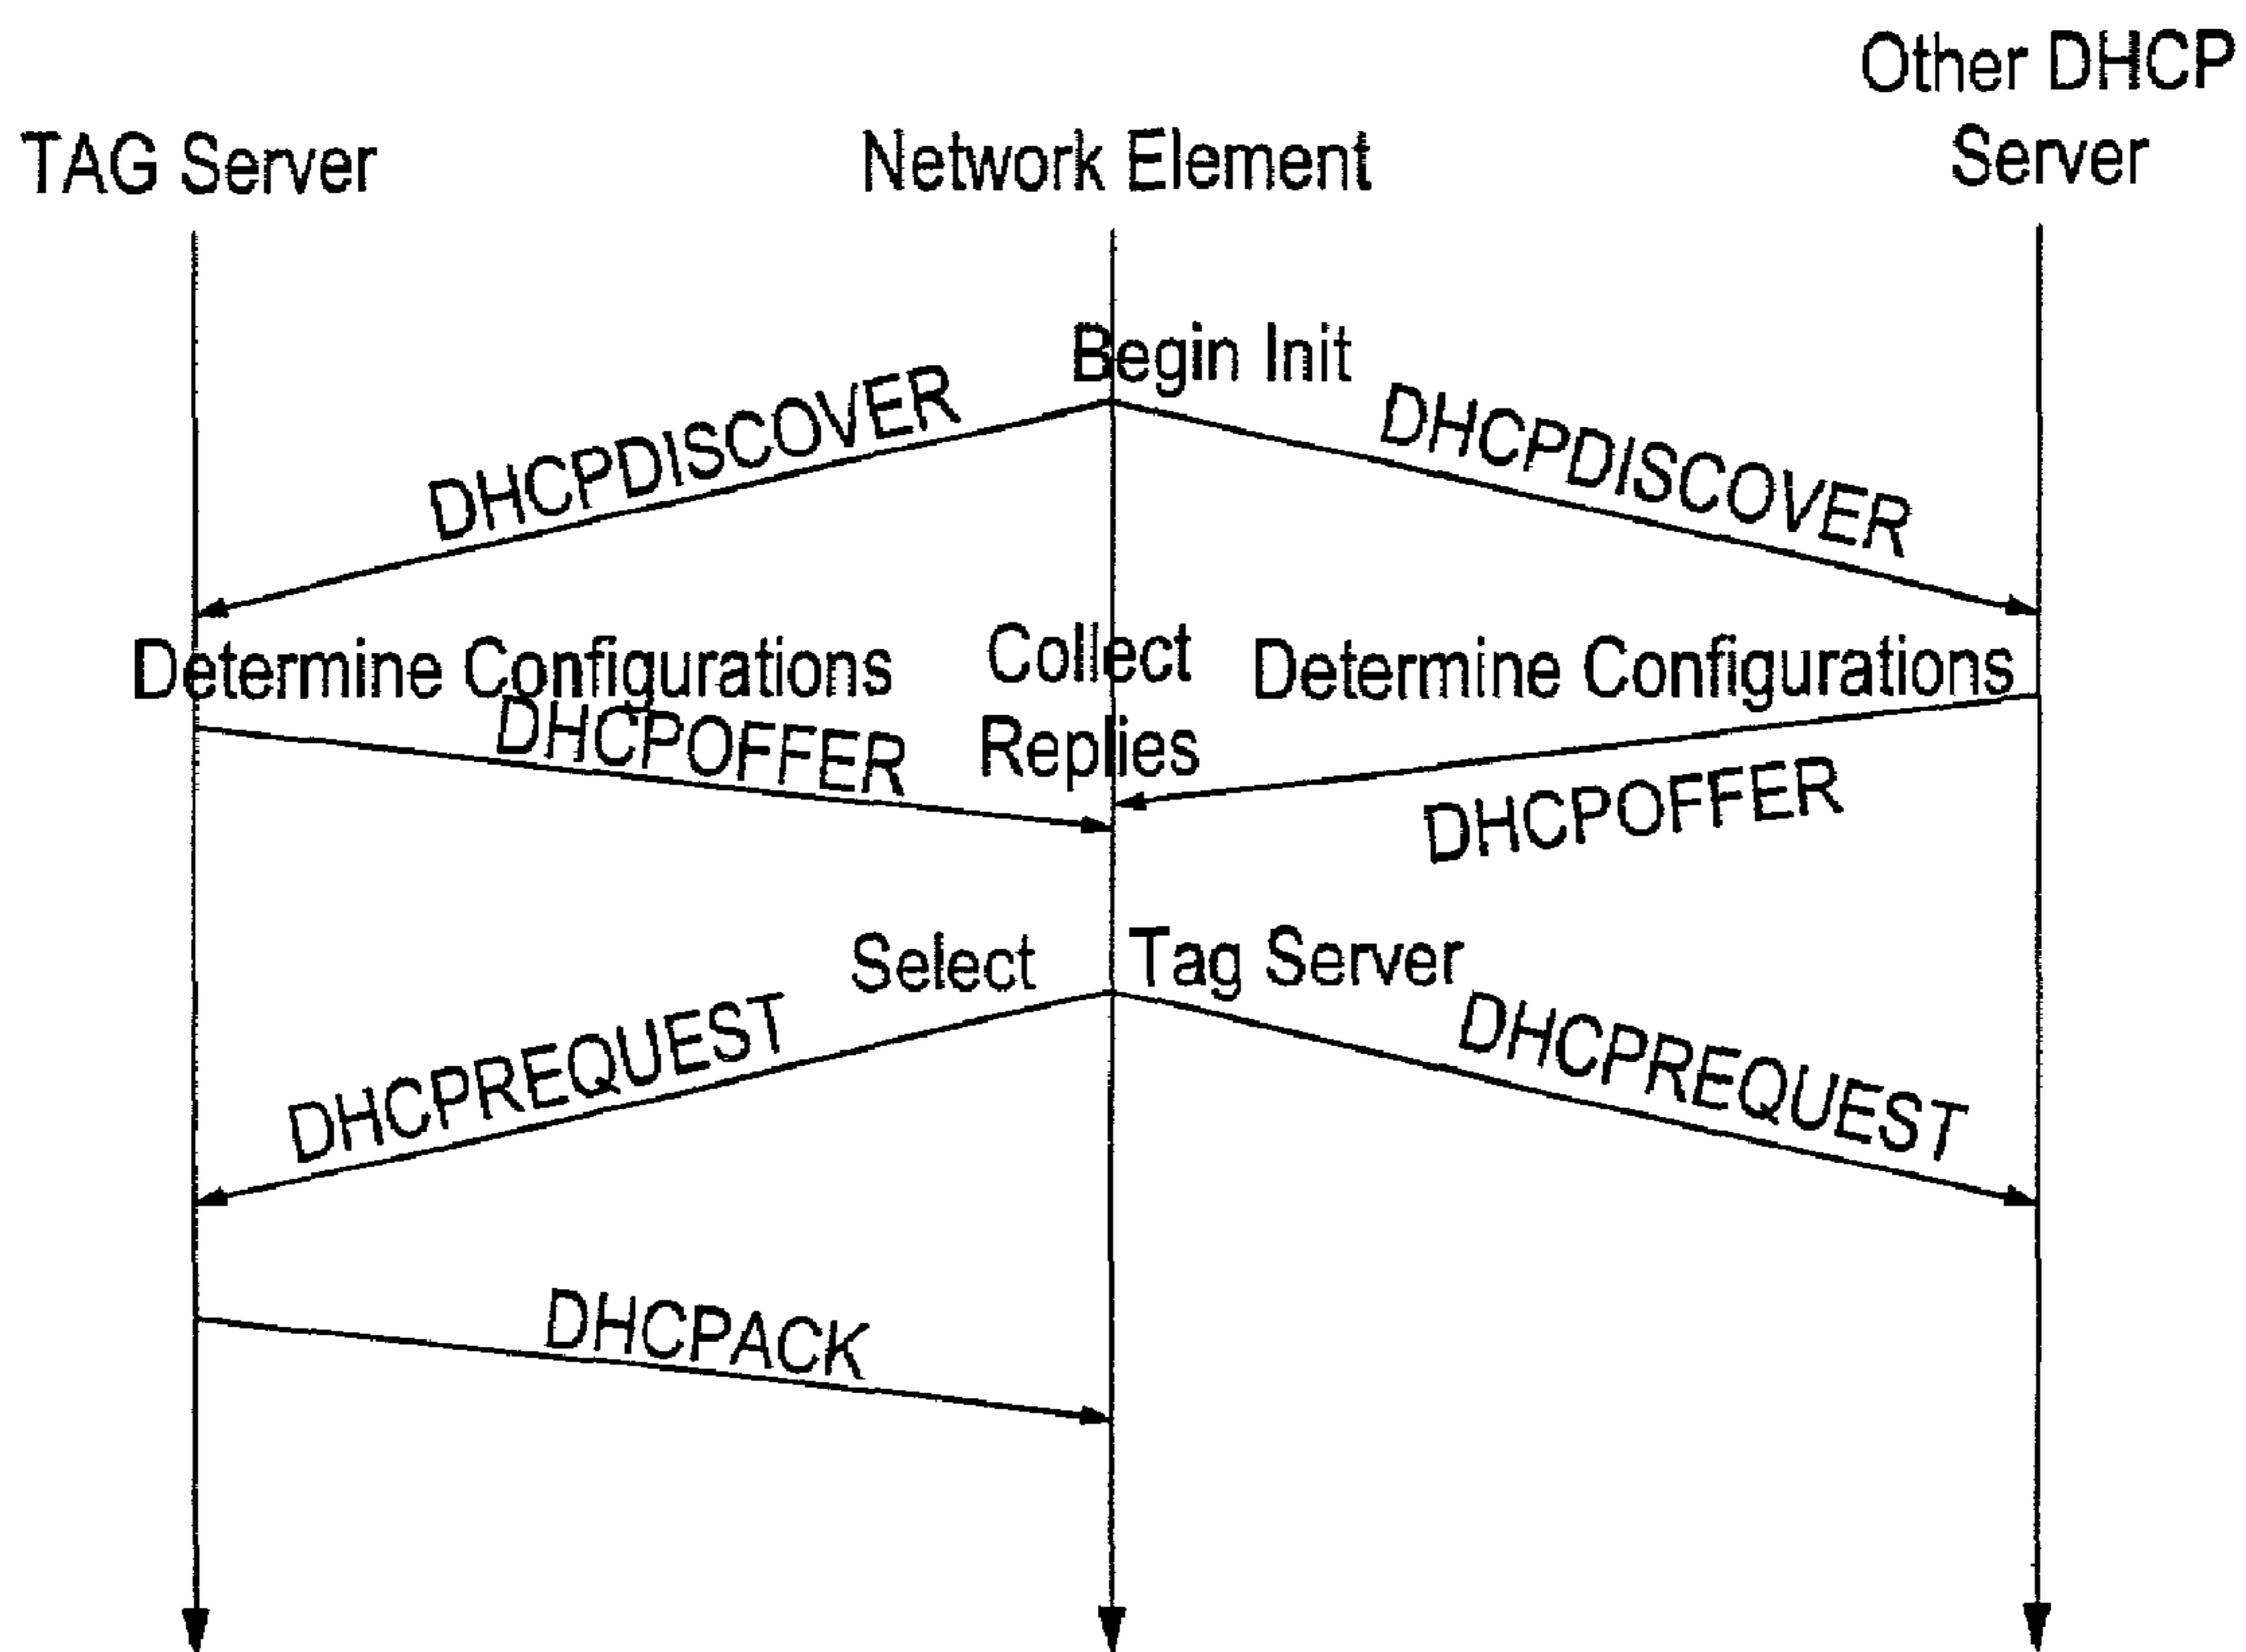 Other DHCP
Server
TAG Server
Network Element
Begin Init
DHCPDISCOVER
DHCPDISCOVER
Determine Configurations
Collect
Replies
Determine Configurations
DHCPOFFER
DHCPOFFER
Select Tag Server
DHCPREQUEST
DHCPREQUEST
DHCPACK